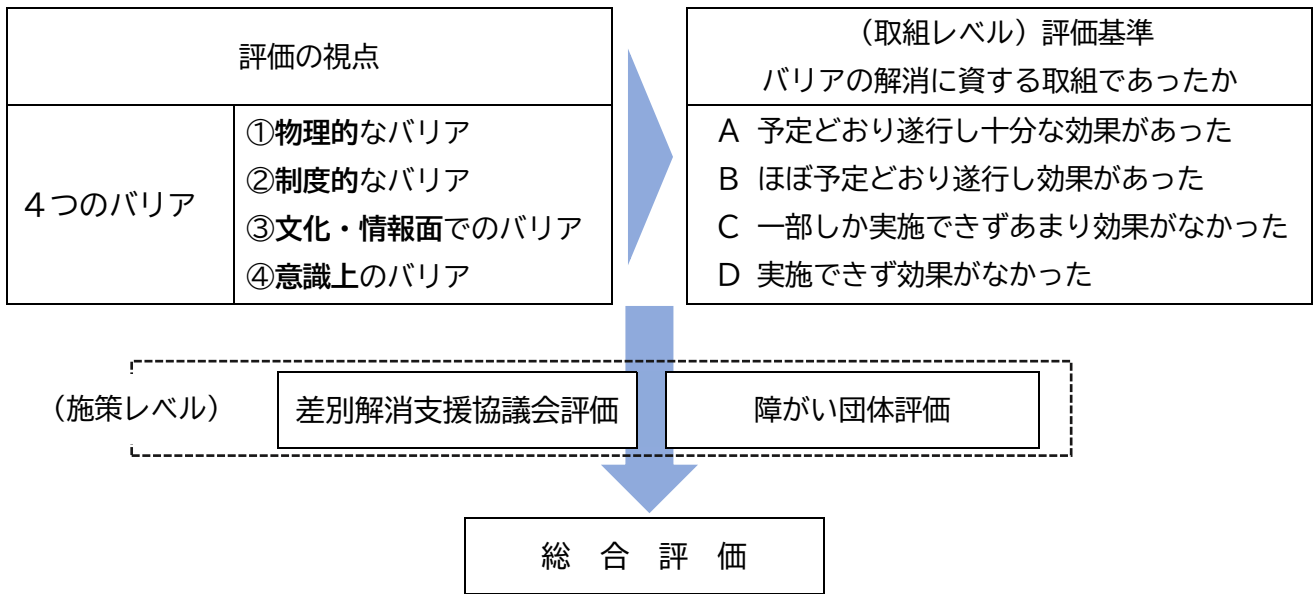 評価の視点
４つのバリア
①物理的なバリア
②制度的なバリア
③文化・情報面でのバリア
④意識上のバリア
（取組レベル）評価基準
バリアの解消に資する取組であったか
Ａ 予定どおり遂行し十分な効果があった
Ｂ ほぼ予定どおり遂行し効果があった
Ｃ 一部しか実施できずあまり効果がなかった
Ｄ 実施できず効果がなかった
（施策レベル）
差別解消支援協議会評価
障がい団体評価
総 合 評 価